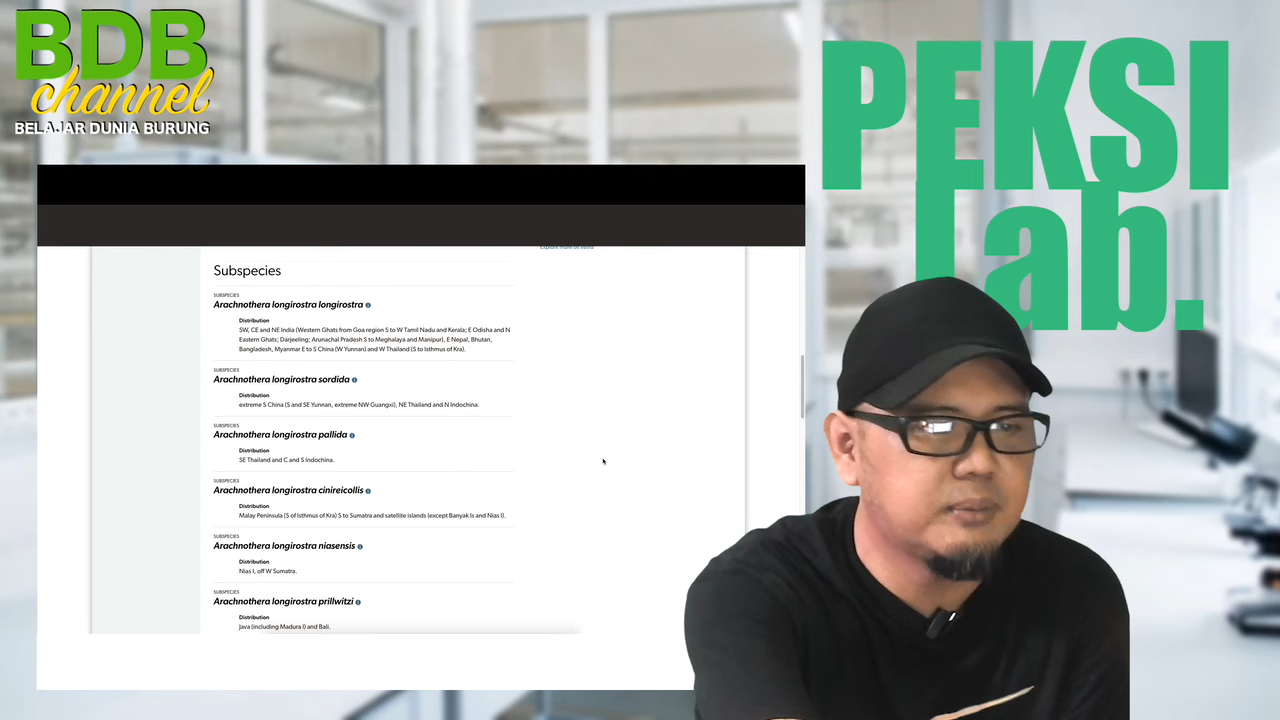 BDB
channel
BELAJAR DUNIA BURUNG
PEKSI
Lab.
Explore more on eBird
Subspecies
SUBSPECIES
Arachnothera longirostra longirostra
Distribution
SW, CE and NE India (Western Ghats from Goa region S to W Tamil Nadu and Kerala; E Odisha and N
Eastern Ghats; Darjeeling; Arunachal Pradesh S to Meghalaya and Manipur), E Nepal, Bhutan,
Bangladesh, Myanmar E to S China (W Yunnan) and W Thailand (S to Isthmus of Kra).
SUBSPECIES
Arachnothera longirostra sordida
Distribution
extreme S China (S and SE Yunnan, extreme NW Guangxi), NE Thailand and N Indochina.
SUBSPECIES
Arachnothera longirostra pallida
Distribution
SE Thailand and C and S Indochina.
SUBSPECIES
Arachnothera longirostra cinireicollis
Distribution
Malay Peninsula (S of Isthmus of Kra) S to Sumatra and satellite islands (except Banyak Is and Nias I).
SUBSPECIES
Arachnothera longirostra niasensis
Distribution
Nias I, off W Sumatra.
SUBSPECIES
Arachnothera longirostra prillwitzi
Distribution
Java (including Madura I) and Bali.